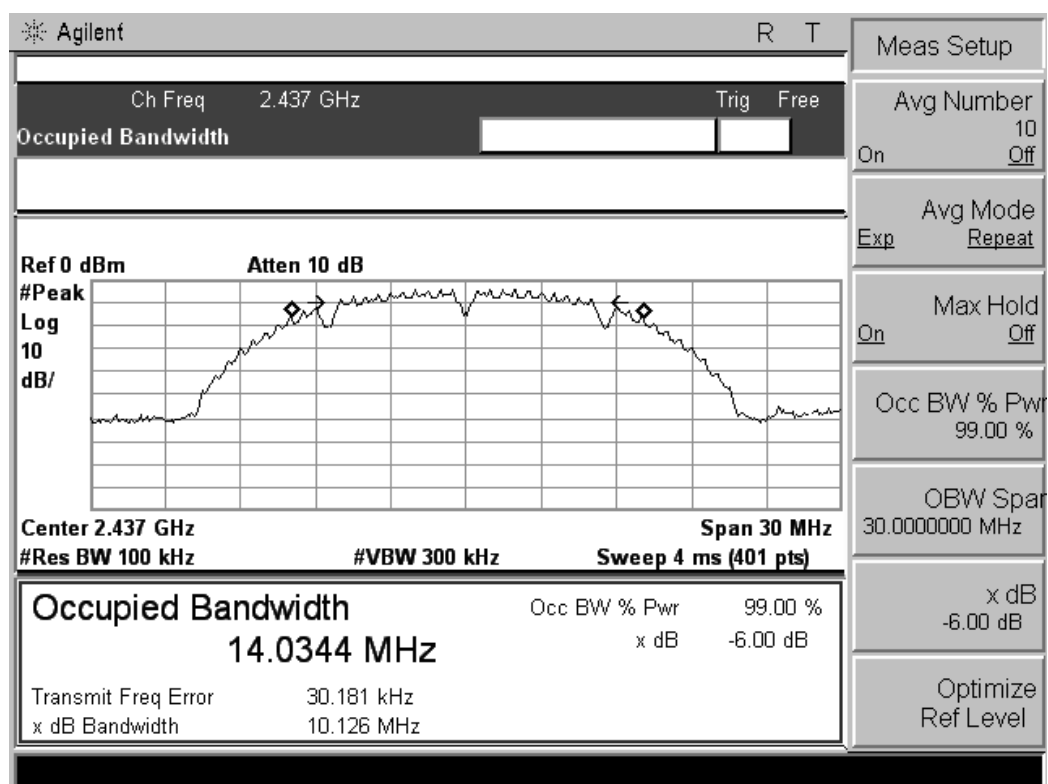 Agilent R T
Ch Freq 2.437 GHz Trig Free
Occupied Bandwidth
Ref 0 dBm Atten 10 dB
#Peak
Log
10
dB/
Center 2.437 GHz Span 30 MHz
#Res BW 100 kHz #VBW 300 kHz Sweep 4 ms (401 pts)
Occupied Bandwidth Occ BW % Pwr 99.00 %
14.0344 MHz x dB -6.00 dB
Transmit Freq Error 30.181 kHz
x dB Bandwidth 10.126 MHz
Meas Setup
Avg Number
10
On Off
Avg Mode
Exp Repeat
Max Hold
On Off
Occ BW % Pwr
99.00 %
OBW Span
30.0000000 MHz
x dB
-6.00 dB
Optimize
Ref Level